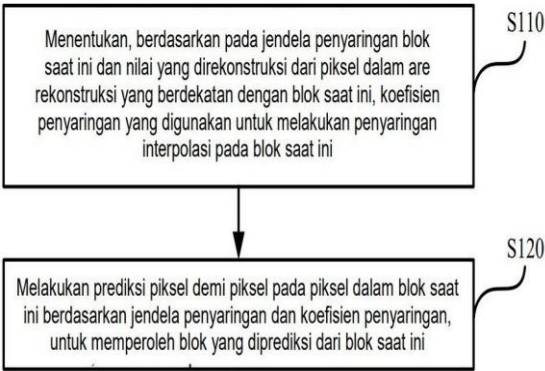 S110
Menentukan, berdasarkan pada jendela penyaringan blok
saat ini dan nilai yang direkonstruksi dari piksel dalam are
rekonstruksi yang berdekatan dengan blok saat ini, koefisien
penyaringan yang digunakan untuk melakukan penyaringan
interpolasi pada blok saat ini
S120
Melakukan prediksi piksel demi piksel pada piksel dalam blok saat
ini berdasarkan jendela penyaringan dan koefisien penyaringan,
untuk memperoleh blok yang diprediksi dari blok saat ini